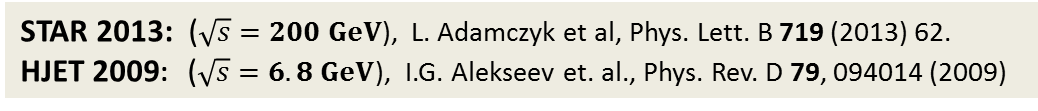 STAR 2013: (√s = 200 GeV), L. Adamczyk et al, Phys. Lett. B 719 (2013) 62.
HJET 2009: (√s = 6.8 GeV), I.G. Alekseev et. al., Phys. Rev. D 79, 094014 (2009)